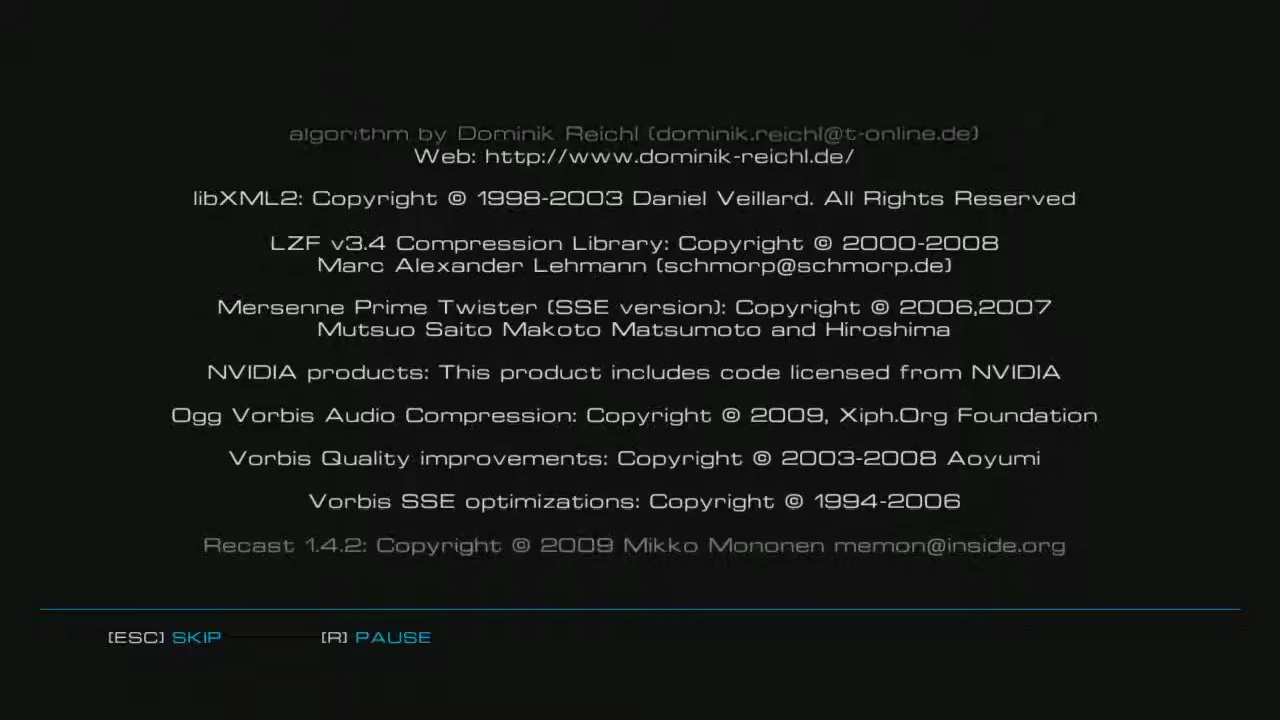 algorithm by Dominik Reichl (dominik.reichl@t-online.de)
Web: http://www.dominik-reichl.de/
libXML2: Copyright © 1998-2003 Daniel Veillard. All Rights Reserved
LZF v3.4 Compression Library: Copyright © 2000-2008
Marc Alexander Lehmann (schmorp@schmorp.de)
Mersenne Prime Twister (SSE version): Copyright © 2006,2007
Mutsuo Saito Makoto Matsumoto and Hiroshima
NVIDIA products: This product includes code licensed from NVIDIA
Ogg Vorbis Audio Compression: Copyright © 2009, Xiph.Org Foundation
Vorbis Quality improvements: Copyright © 2003-2008 Aoyumi
Vorbis SSE optimizations: Copyright © 1994-2006
Recast 1.4.2: Copyright © 2009 Mikko Mononen memon@inside.org
[ESC] SKIP [R] PAUSE